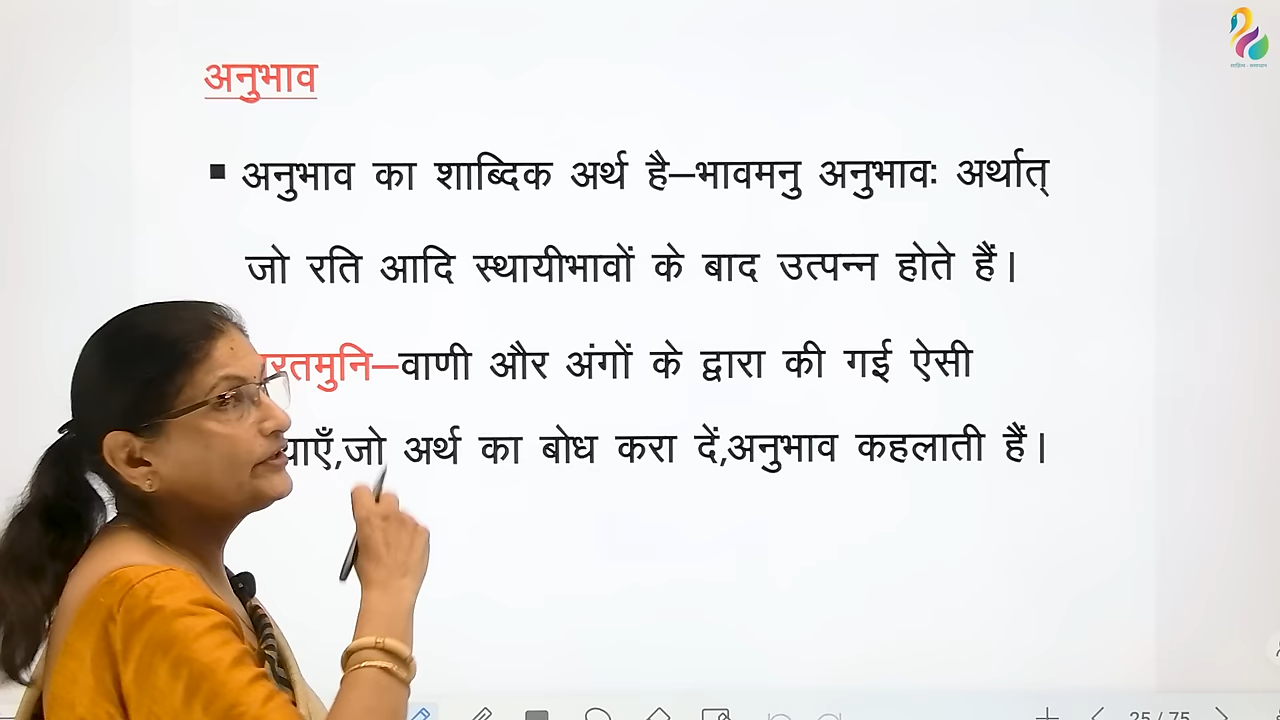 अनुभाव
▪ अनुभाव का शाब्दिक अर्थ है–भावमनु अनुभावः अर्थात्
जो रति आदि स्थायीभावों के बाद उत्पन्न होते हैं।
रतमुनि–वाणी और अंगों के द्वारा की गई ऐसी
याएँ,जो अर्थ का बोध करा दें,अनुभाव कहलाती हैं।
25/75